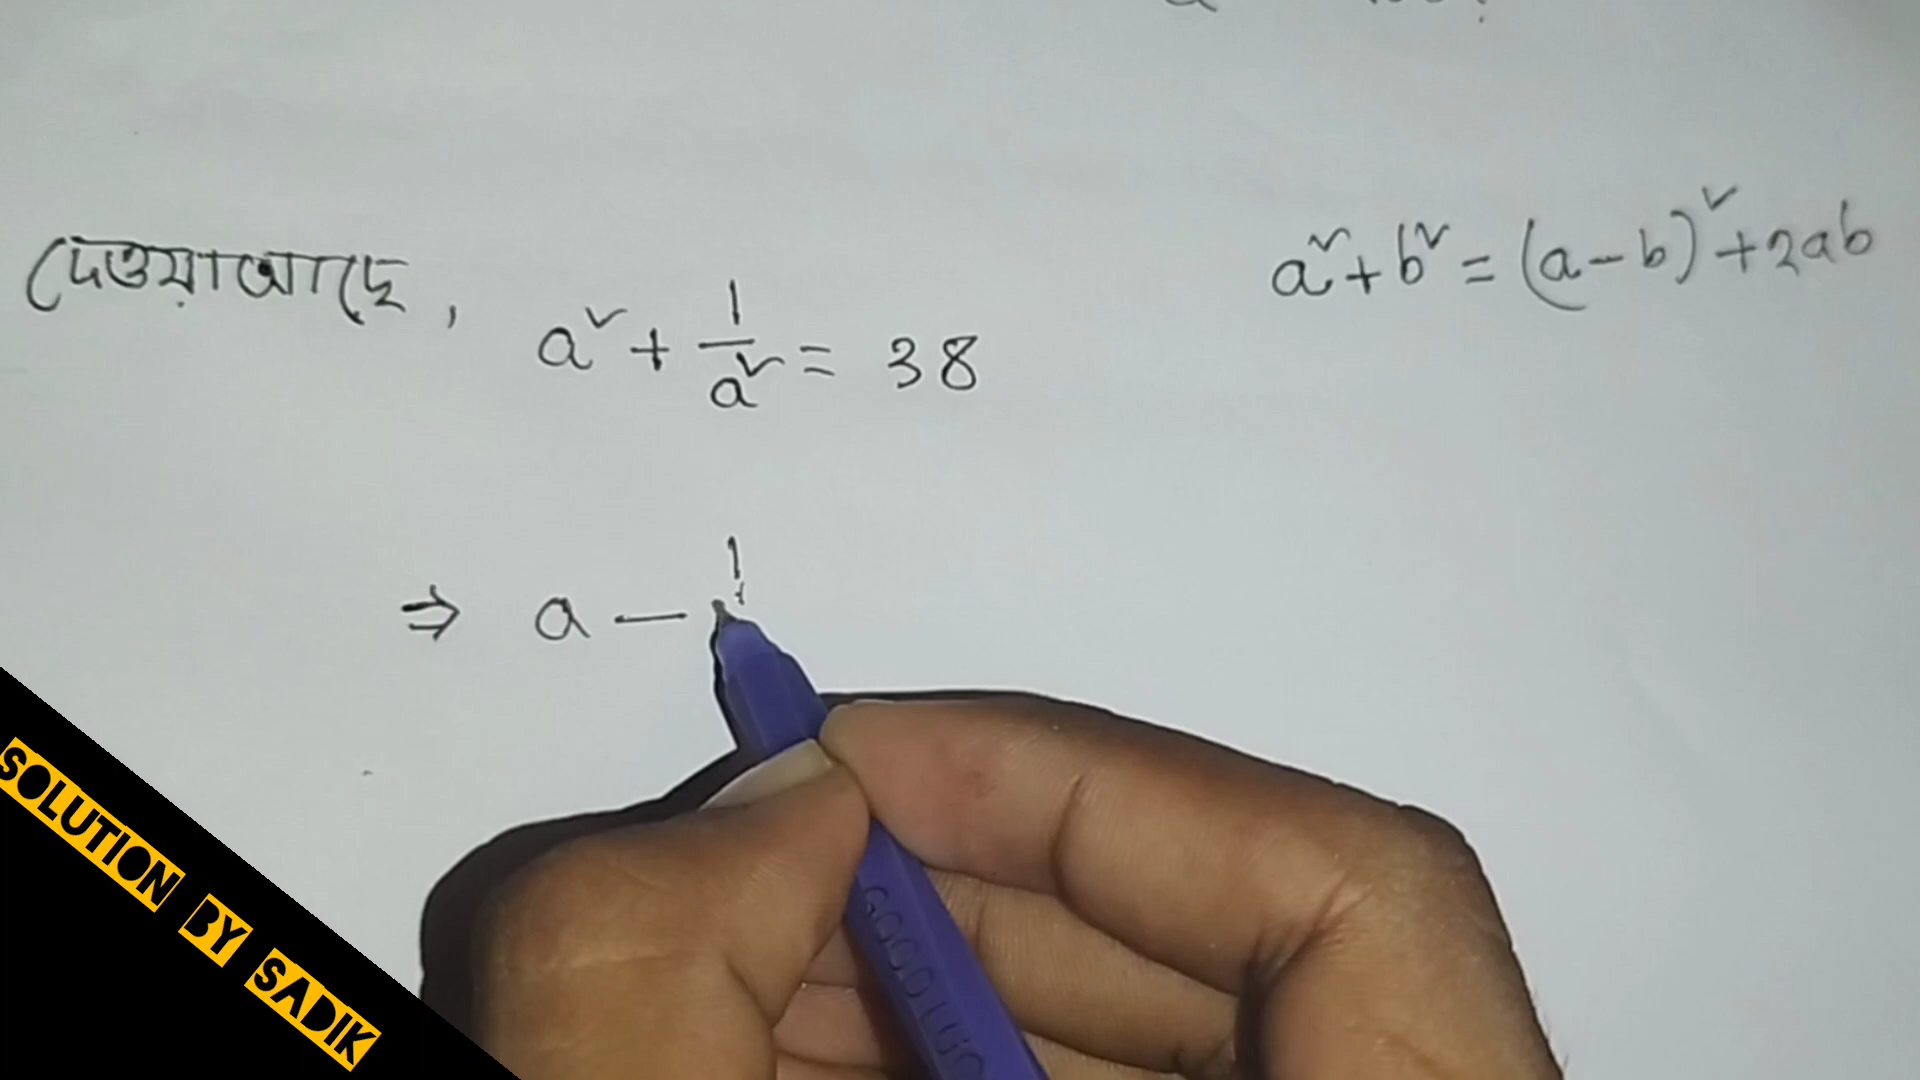 দেওয়া আছে,
a² + 1/a² = 38
a² + b² = (a - b)² + 2ab
⇒ a — 1
SOLUTION BY SADIK